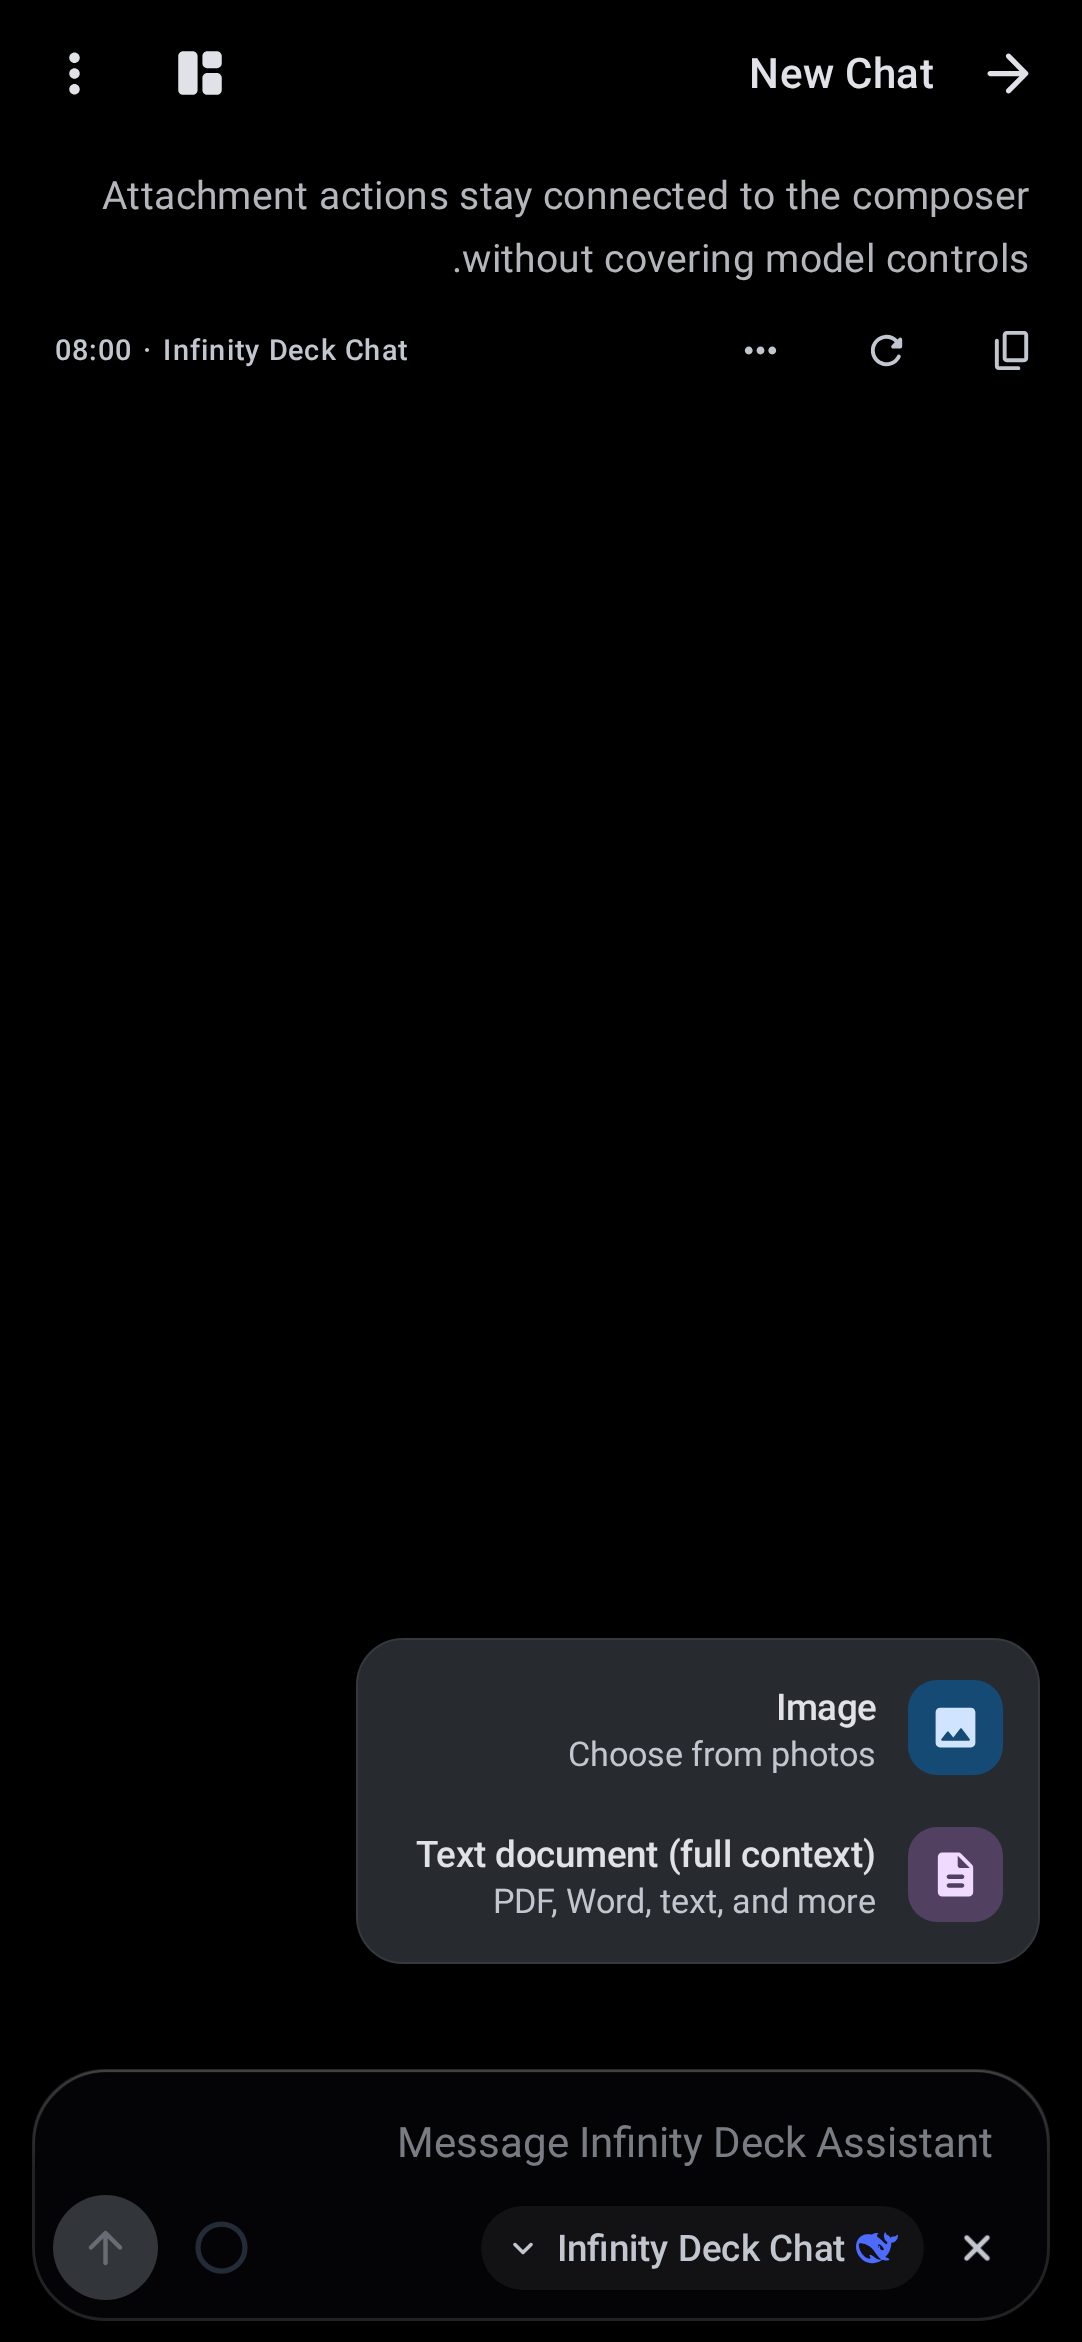 New Chat
Attachment actions stay connected to the composer
.without covering model controls
08:00 · Infinity Deck Chat
Image
Choose from photos
Text document (full context)
PDF, Word, text, and more
Message Infinity Deck Assistant
Infinity Deck Chat